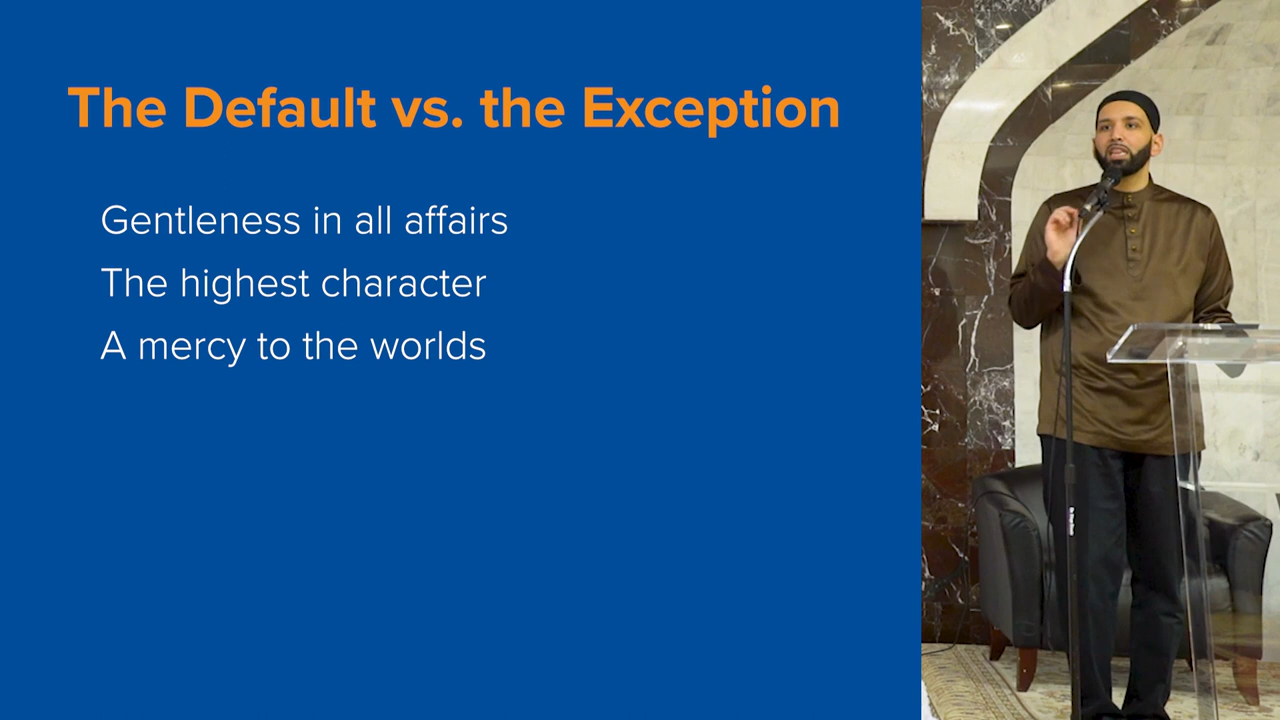 The Default vs. the Exception
Gentleness in all affairs
The highest character
A mercy to the worlds